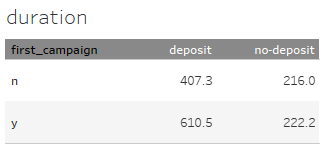 duration
first_campaign deposit no-deposit
n 407.3 216.0
y 610.5 222.2